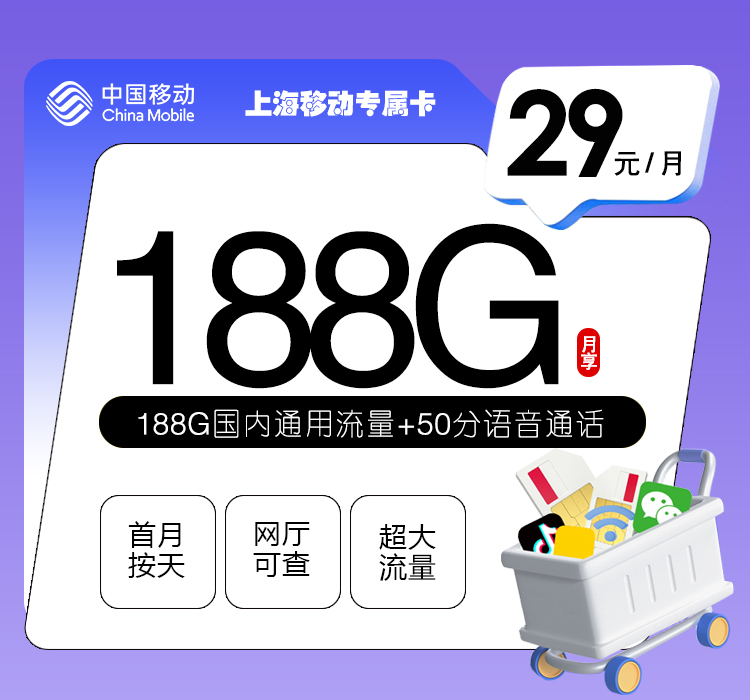 中国移动
China Mobile
上海移动专属卡
29元/月
188G
月享
188G国内通用流量+50分语音通话
首月
按天
网厅
可查
超大
流量